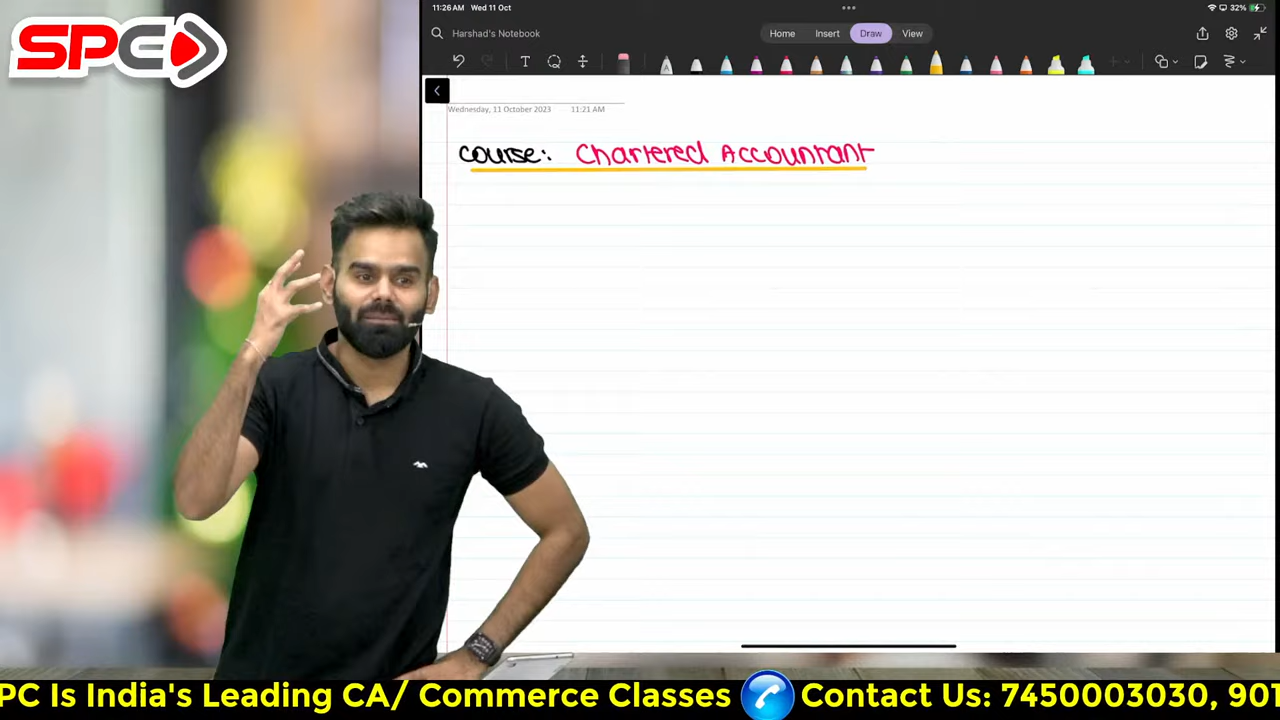 SPC
11:26 AM Wed 11 Oct
32%
Harshad's Notebook
Home Insert Draw View
T
Wednesday, 11 October 2023 11:21 AM
course: Chartered Accountant
PC Is India's Leading CA/ Commerce Classes Contact Us: 7450003030, 901